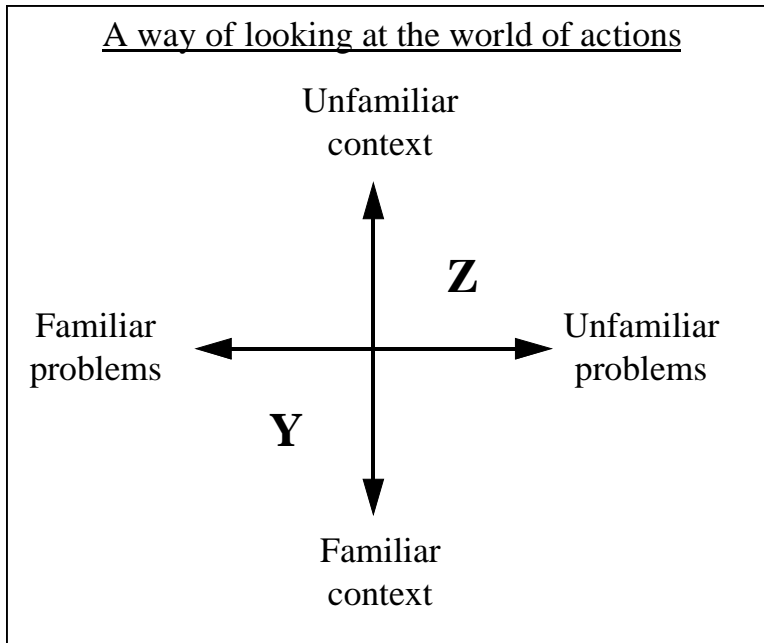 A way of looking at the world of actions
Unfamiliar
context
Z
Familiar
problems
Unfamiliar
problems
Y
Familiar
context